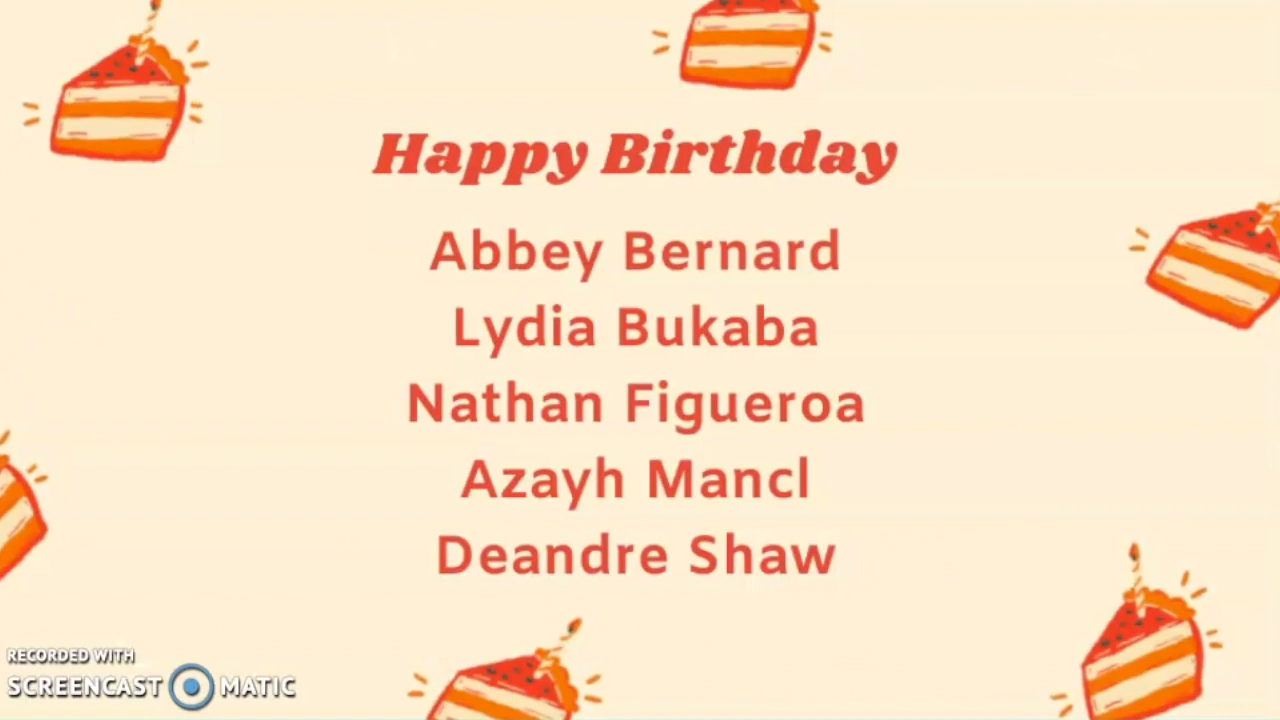 Happy Birthday
Abbey Bernard
Lydia Bukaba
Nathan Figueroa
Azayh Mancl
Deandre Shaw
RECORDED WITH
SCREENCAST MATIC